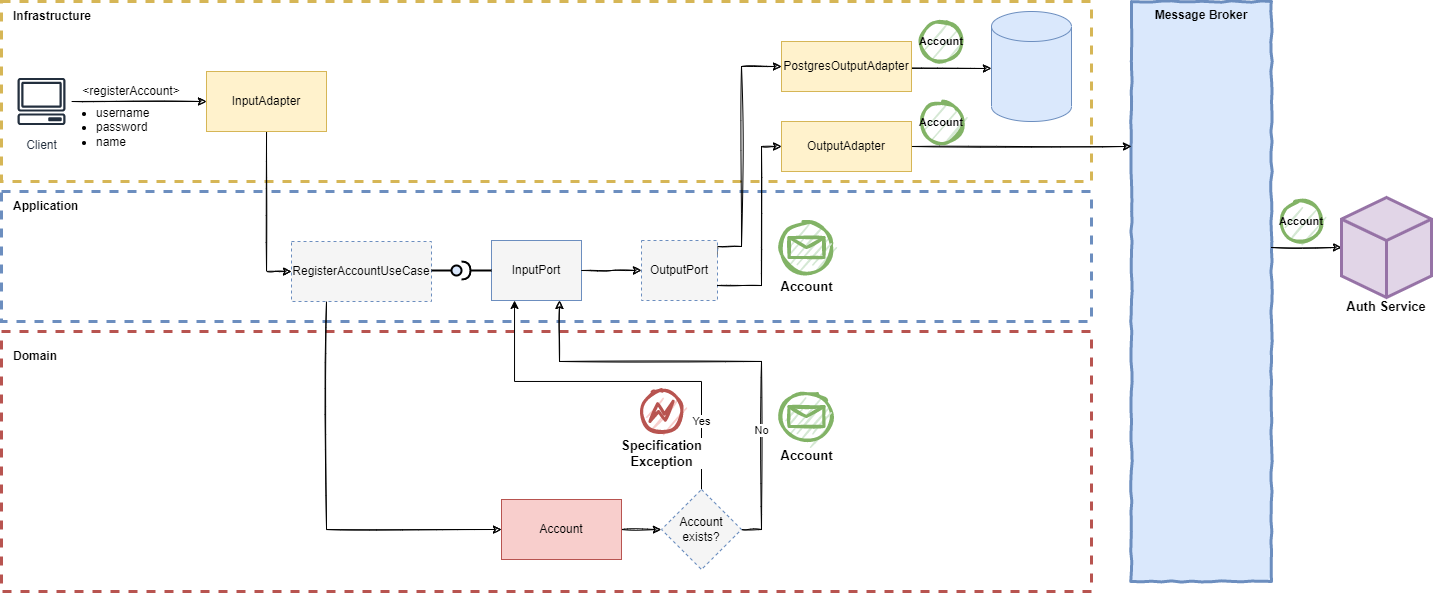 Infrastructure
Message Broker
Account
PostgresOutputAdapter
<registerAccount>
InputAdapter
username
password
name
Client
Account
OutputAdapter
Application
Account
RegisterAccountUseCase
InputPort
OutputPort
Account
Auth Service
Domain
Yes
No
Specification
Exception
Account
Account
Account
exists?